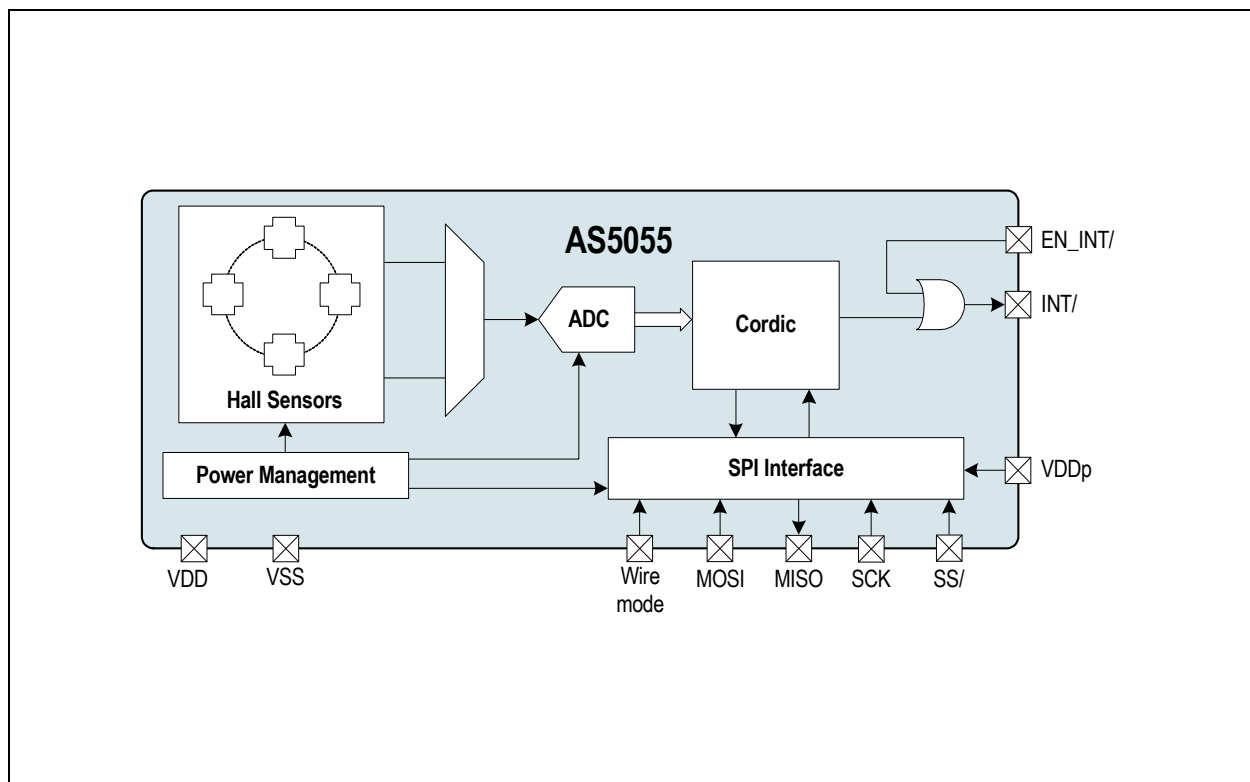 AS5055
EN_INT/
INT/
ADC
Cordic
Hall Sensors
Power Management
SPI Interface
VDDp
VDD
VSS
Wire
mode
MOSI
MISO
SCK
SS/